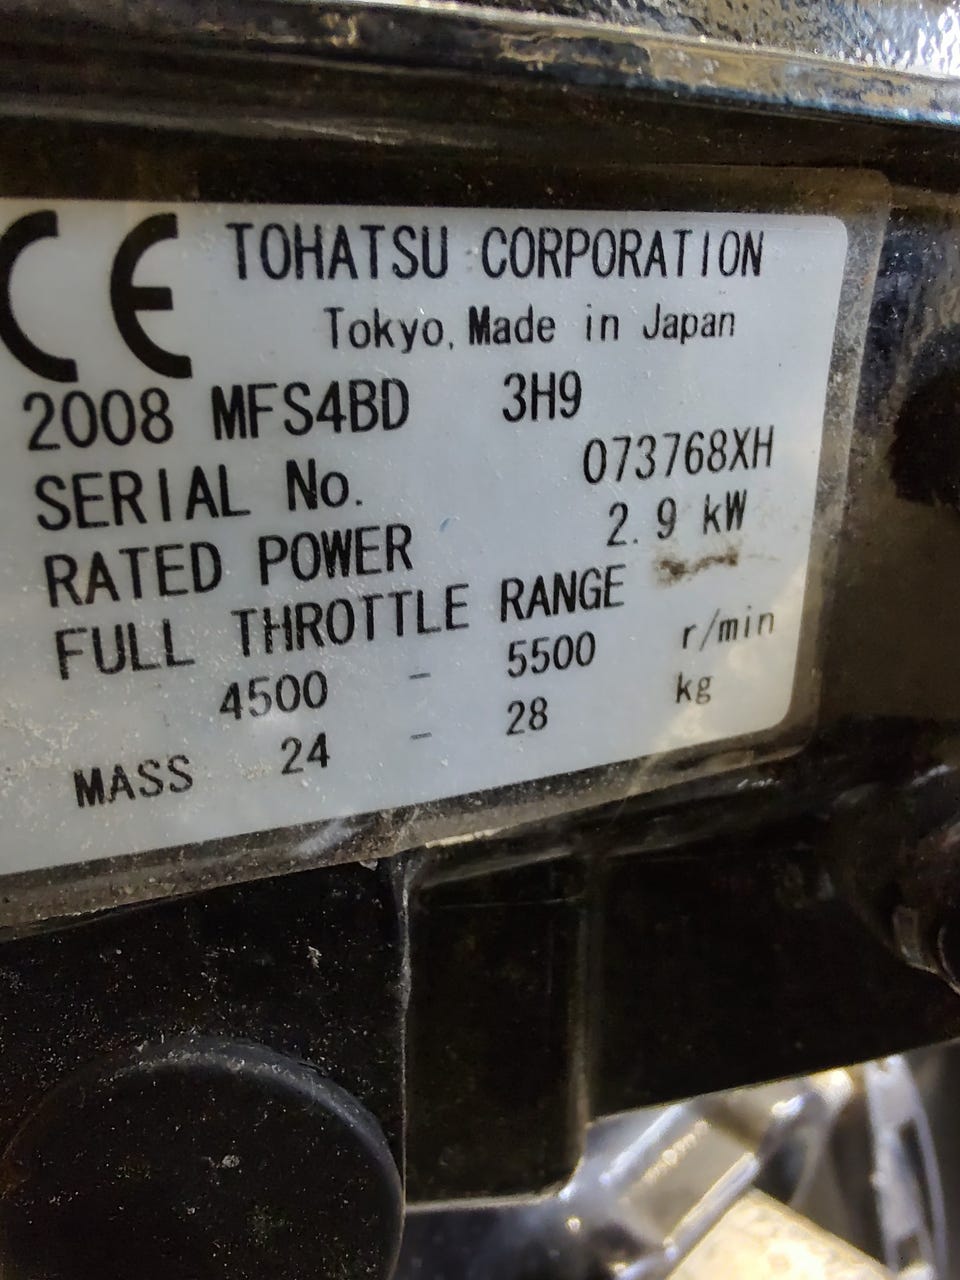 CE TOHATSU CORPORATION
Tokyo, Made in Japan
2008 MFS4BD 3H9
SERIAL No. 073768XH
RATED POWER 2.9 kW
FULL THROTTLE RANGE
4500 - 5500 r/min
MASS 24 - 28 kg